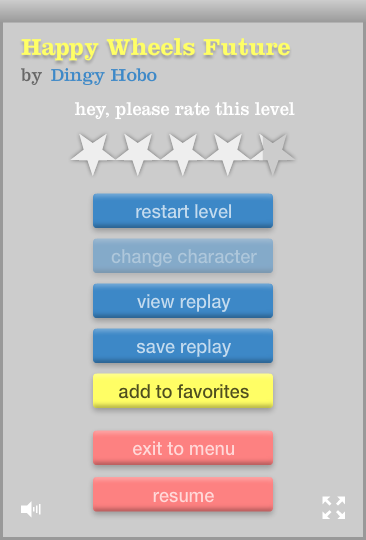 Happy Wheels Future
by Dingy Hobo
hey, please rate this level
restart level
change character
view replay
save replay
add to favorites
exit to menu
resume